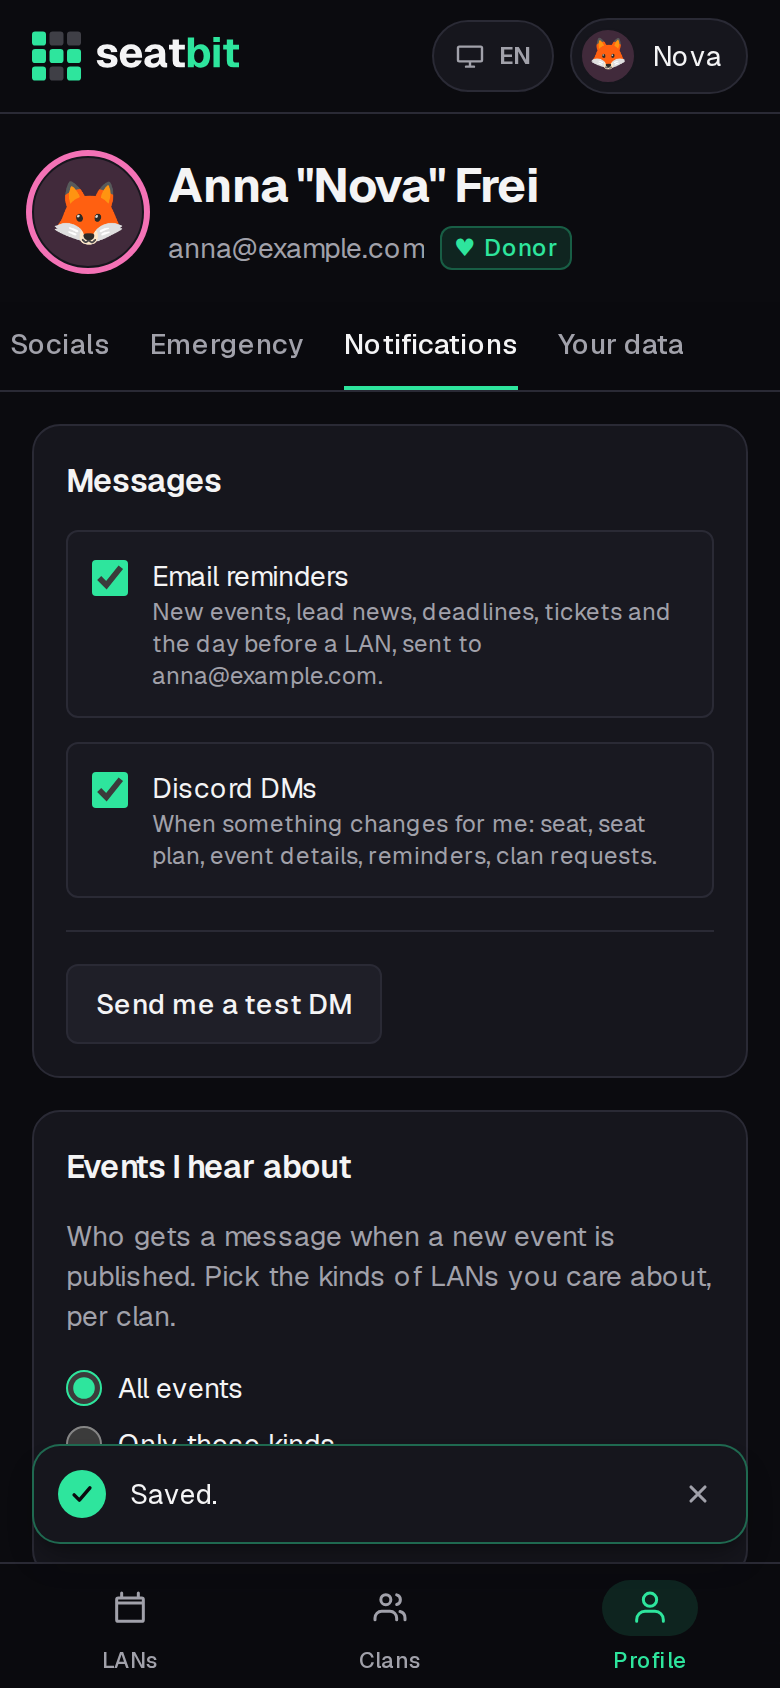 seatbit
EN
Nova
Anna "Nova" Frei
anna@example.com
♥ Donor
Socials Emergency Notifications Your data
Messages
Email reminders
New events, lead news, deadlines, tickets and
the day before a LAN, sent to
anna@example.com.
Discord DMs
When something changes for me: seat, seat
plan, event details, reminders, clan requests.
Send me a test DM
Events I hear about
Who gets a message when a new event is
published. Pick the kinds of LANs you care about,
per clan.
All events
Only these kinds
Saved.
LANs Clans Profile